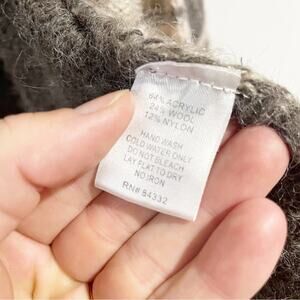 64% ACRYLIC
24% WOOL
12% NYLON
HAND WASH
COLD WATER ONLY
DO NOT BLEACH
LAY FLAT TO DRY
NO IRON
RN# 84332